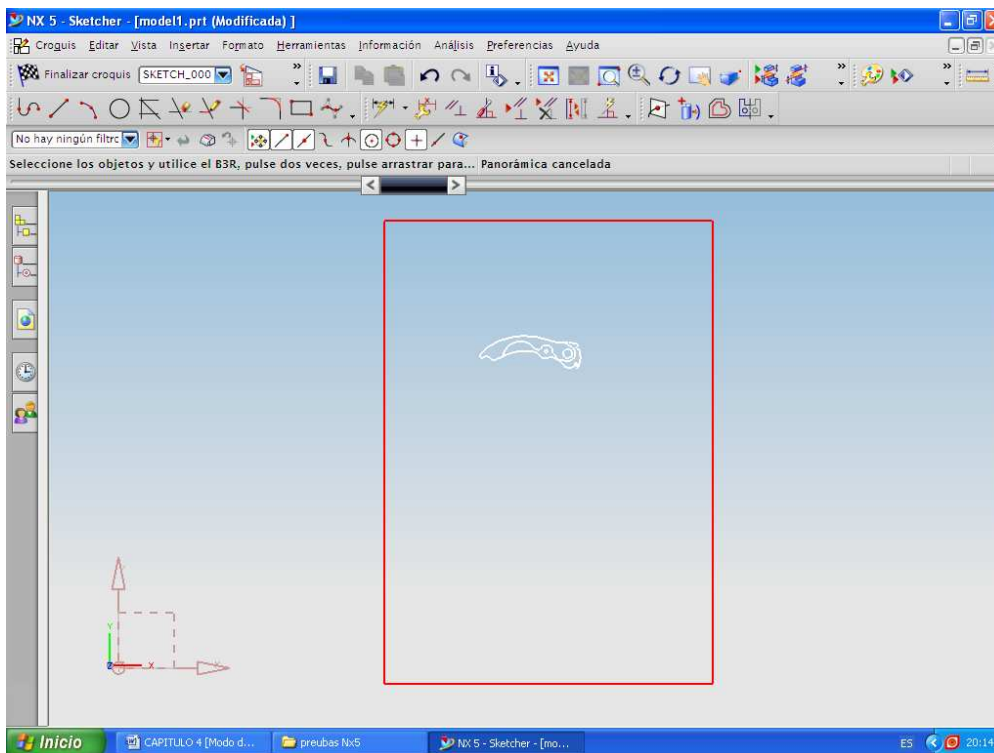 NX 5 - Sketcher - [model1.prt (Modificada) ]
Croquis Editar Vista Insertar Formato Herramientas Información Análisis Preferencias Ayuda
Finalizar croquis SKETCH_000
No hay ningún filtrc
Seleccione los objetos y utilice el B3R, pulse dos veces, pulse arrastrar para... Panorámica cancelada
Y
Z X X
Inicio CAPITULO 4 [Modo d... preubas Nx5 NX 5 - Sketcher - [mo... ES 20:14